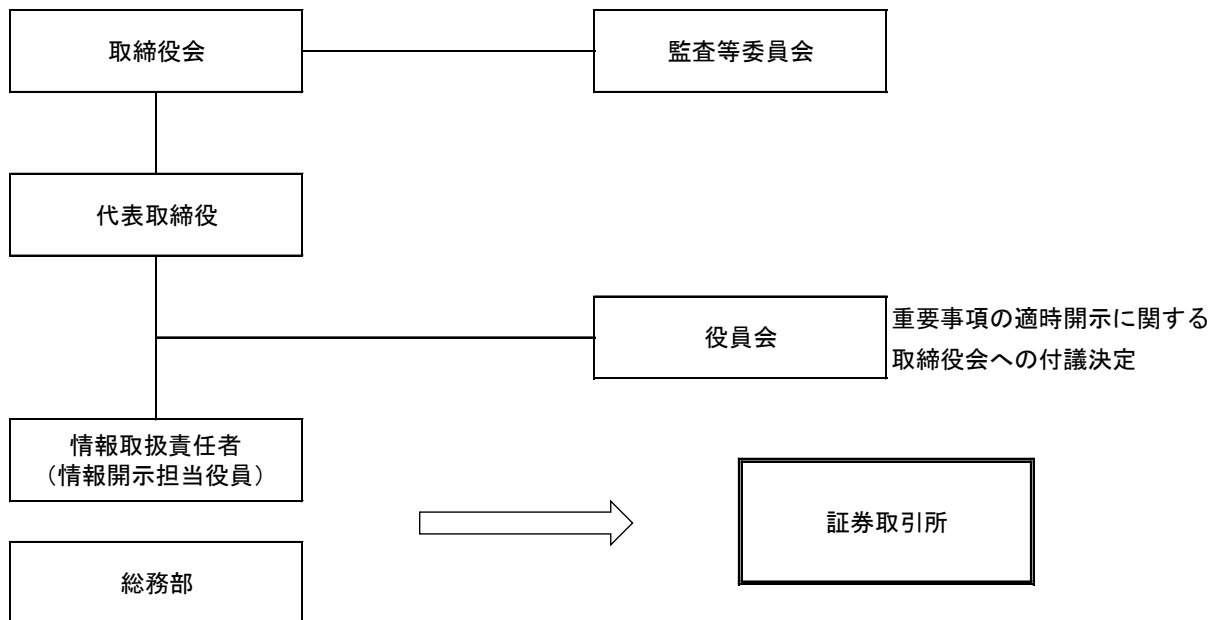 取締役会
監査等委員会
代表取締役
役員会
重要事項の適時開示に関する
取締役会への付議決定
情報取扱責任者
（情報開示担当役員）
証券取引所
総務部